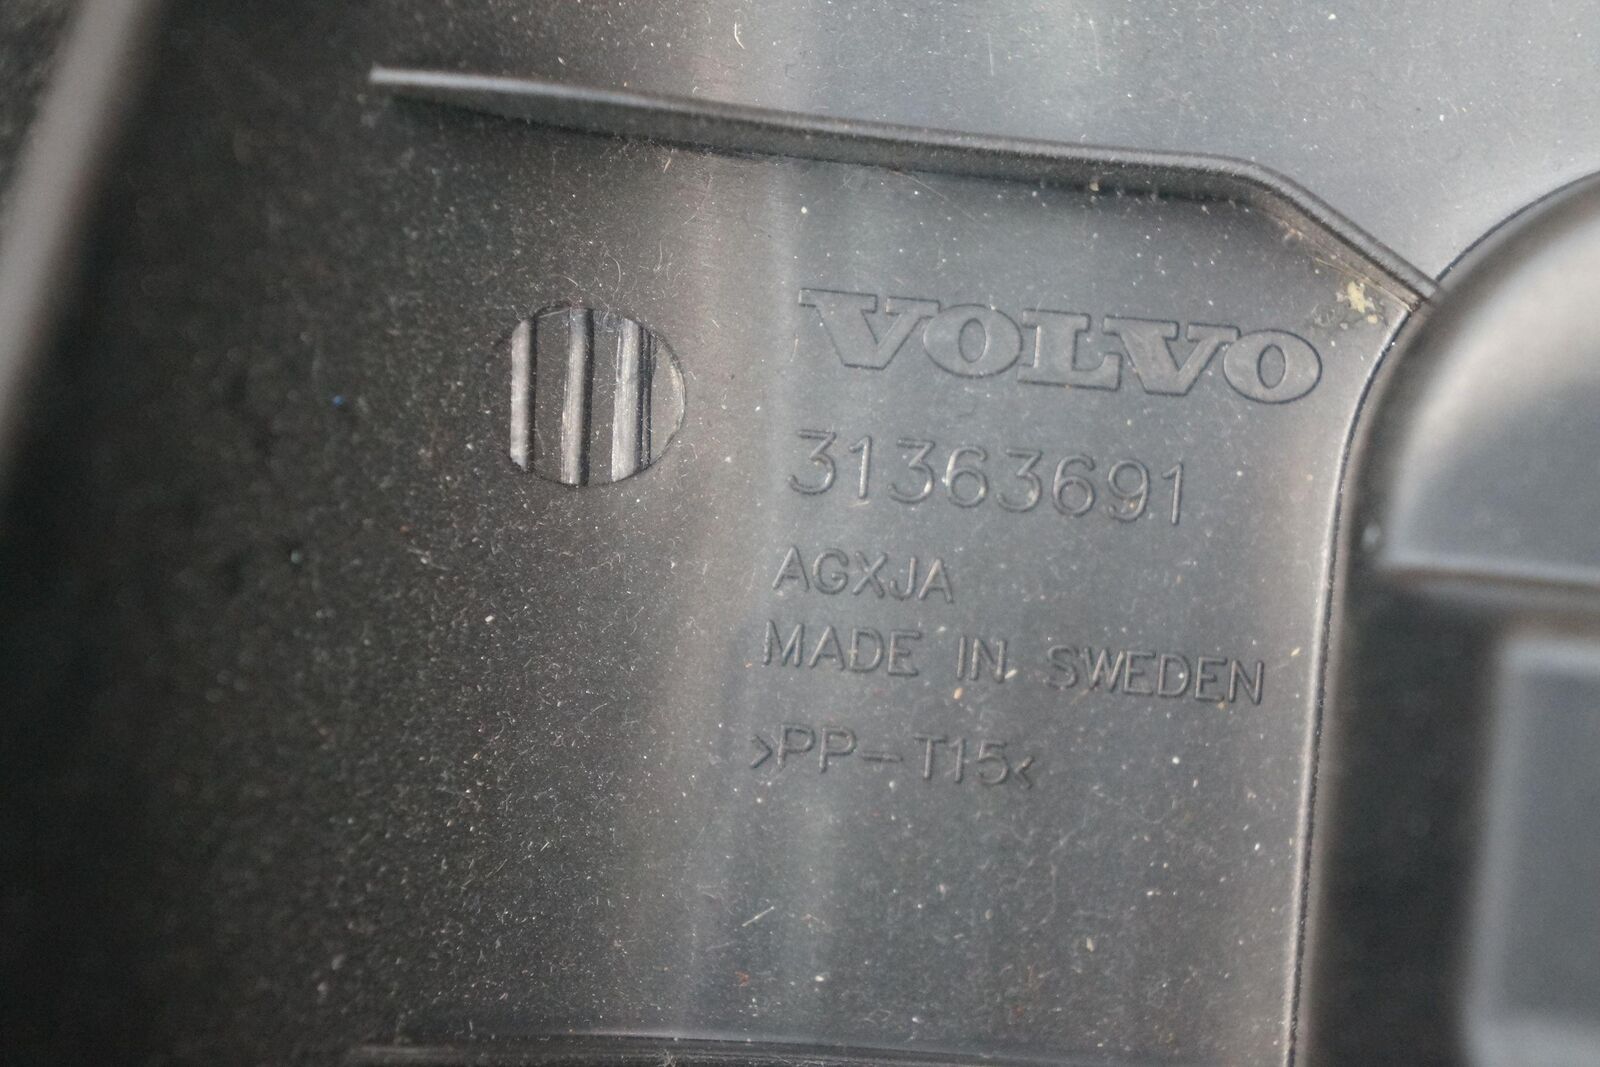 VOLVO
31363691
AGXJA
MADE IN SWEDEN
>PP-T15<